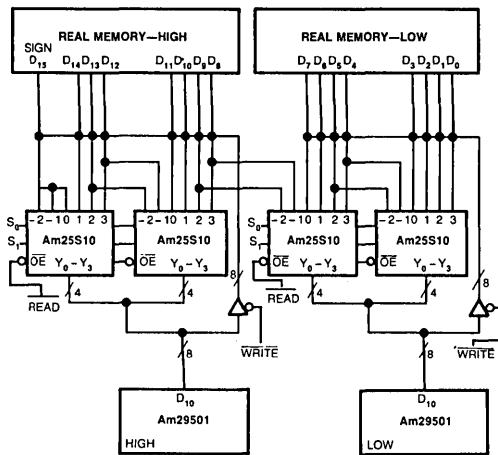 REAL MEMORY—HIGH
SIGN
D15 D14 D13 D12 D11 D10 D9 D8
REAL MEMORY—LOW
D7 D6 D5 D4 D3 D2 D1 D0
S0
S1
-2 -1 0 1 2 3
Am25S10
OE Y0 – Y3
-2 -1 0 1 2 3
Am25S10
OE Y0 – Y3
S0
S1
-2 -1 0 1 2 3
Am25S10
OE Y0 – Y3
-2 -1 0 1 2 3
Am25S10
OE Y0 – Y3
READ
4
4
8
WRITE
8
READ
4
4
8
WRITE
8
D10
Am29501
HIGH
D10
Am29501
LOW